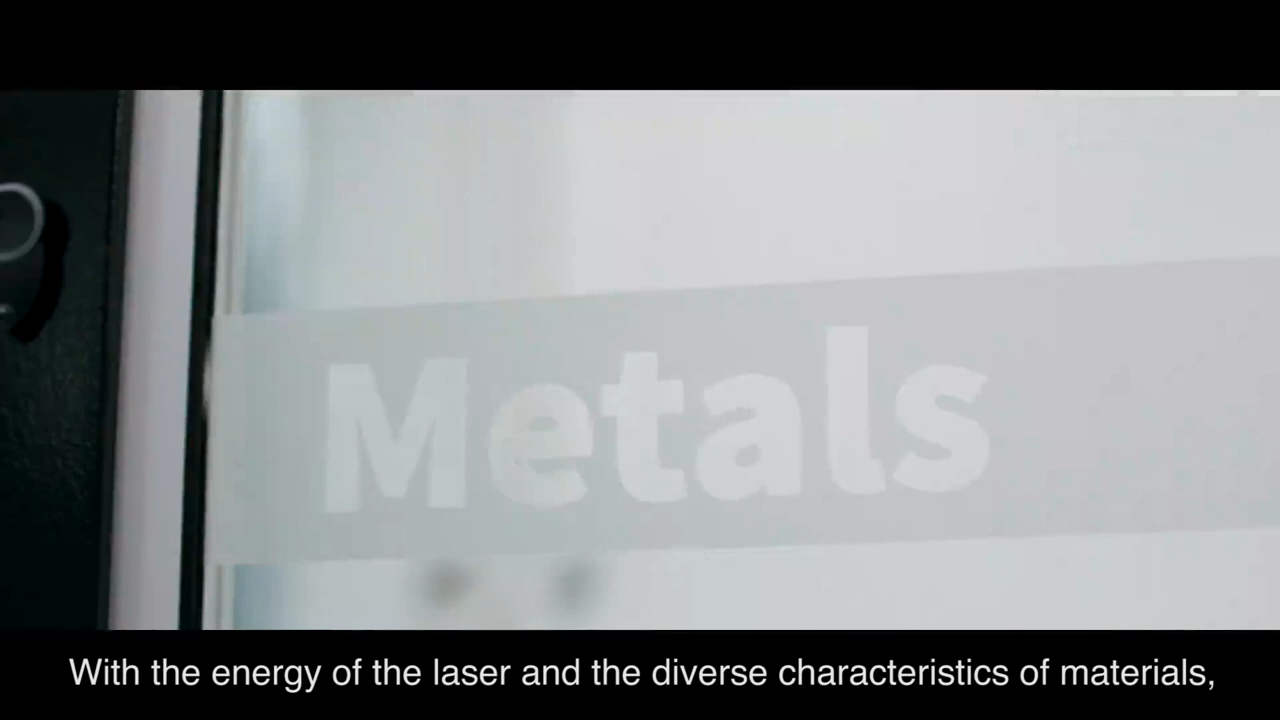 Metals
With the energy of the laser and the diverse characteristics of materials,